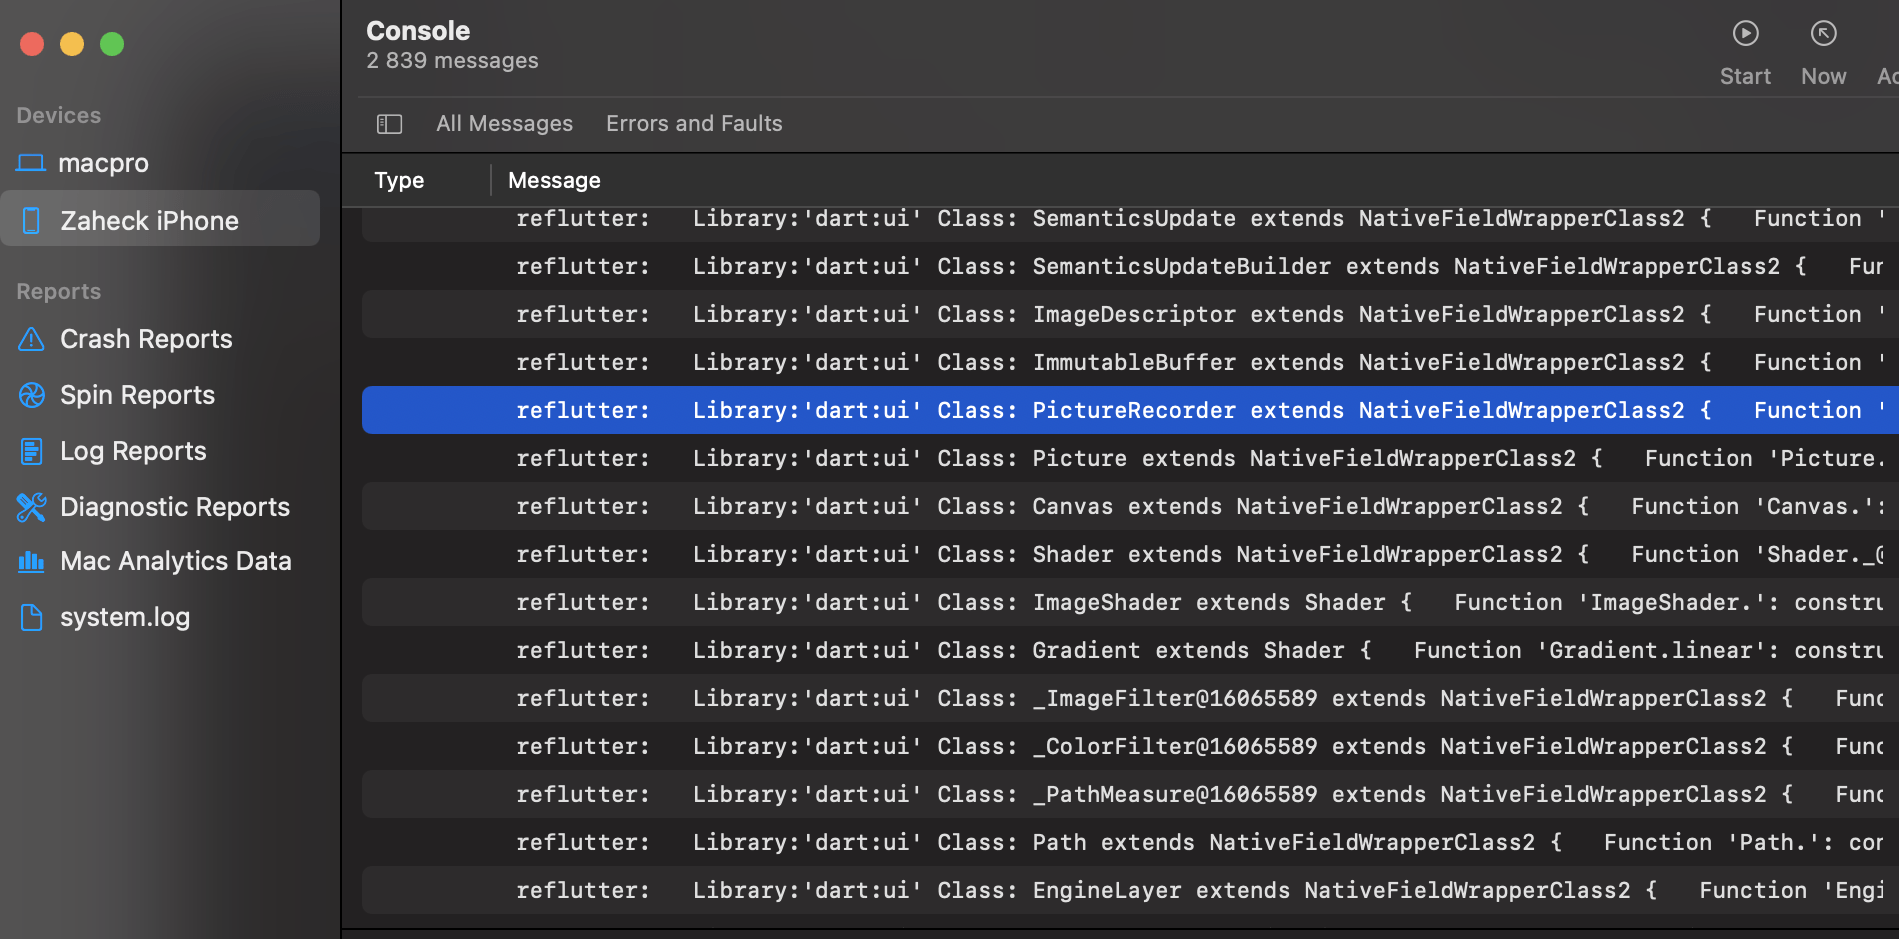 Devices
macpro
Zaheck iPhone
Reports
Crash Reports
Spin Reports
Log Reports
Diagnostic Reports
Mac Analytics Data
system.log
Console
2 839 messages
Start
Now
All Messages
Errors and Faults
Type
Message
reflutter: Library:'dart:ui' Class: SemanticsUpdate extends NativeFieldWrapperClass2 { Function '
reflutter: Library:'dart:ui' Class: SemanticsUpdateBuilder extends NativeFieldWrapperClass2 { Fur
reflutter: Library:'dart:ui' Class: ImageDescriptor extends NativeFieldWrapperClass2 { Function '
reflutter: Library:'dart:ui' Class: ImmutableBuffer extends NativeFieldWrapperClass2 { Function '
reflutter: Library:'dart:ui' Class: PictureRecorder extends NativeFieldWrapperClass2 { Function '
reflutter: Library:'dart:ui' Class: Picture extends NativeFieldWrapperClass2 { Function 'Picture.
reflutter: Library:'dart:ui' Class: Canvas extends NativeFieldWrapperClass2 { Function 'Canvas.':
reflutter: Library:'dart:ui' Class: Shader extends NativeFieldWrapperClass2 { Function 'Shader._@
reflutter: Library:'dart:ui' Class: ImageShader extends Shader { Function 'ImageShader.': constru
reflutter: Library:'dart:ui' Class: Gradient extends Shader { Function 'Gradient.linear': constru
reflutter: Library:'dart:ui' Class: _ImageFilter@16065589 extends NativeFieldWrapperClass2 { Func
reflutter: Library:'dart:ui' Class: _ColorFilter@16065589 extends NativeFieldWrapperClass2 { Func
reflutter: Library:'dart:ui' Class: _PathMeasure@16065589 extends NativeFieldWrapperClass2 { Func
reflutter: Library:'dart:ui' Class: Path extends NativeFieldWrapperClass2 { Function 'Path.': con
reflutter: Library:'dart:ui' Class: EngineLayer extends NativeFieldWrapperClass2 { Function 'Engi